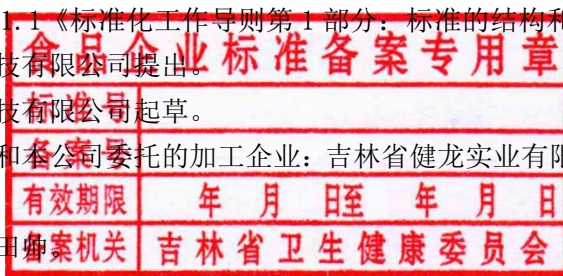 1.1《标准化工作导则第1部分：标准的结构和
食品企业标准备案专用章
技有限公司提出。
标准号
技有限公司起草。
备案号
和本公司委托的加工企业：吉林省健龙实业有限
有效期限 年 月 日至 年 月 日
田帅。
备案机关 吉林省卫生健康委员会